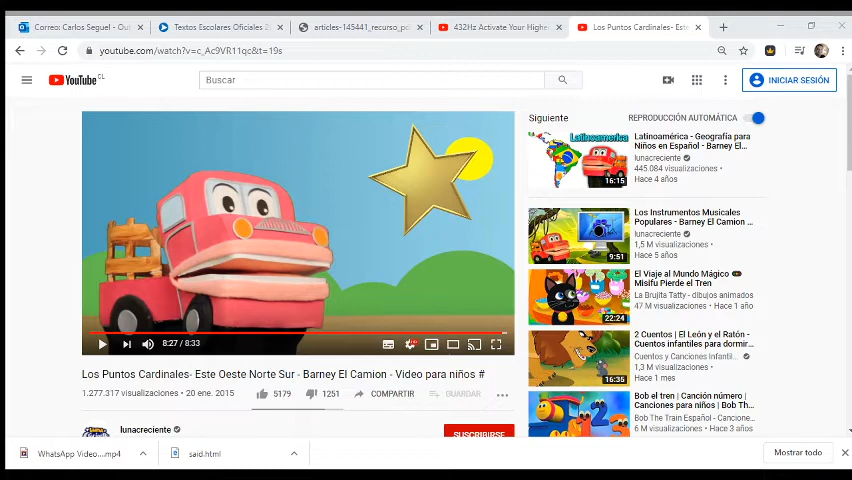 Correo: Carlos Seguel - Out
Textos Escolares Oficiales 2
articles-145441_recurso_pd
432Hz Activate Your Highe
Los Puntos Cardinales- Este
youtube.com/watch?v=c_Ac9VR11qc&t=19s
YouTube CL
Buscar
INICIAR SESIÓN
Siguiente
REPRODUCCIÓN AUTOMÁTICA
Latinoamerica
16:15
Latinoamérica - Geografía para
Niños en Español - Barney El...
lunacreciente
445.084 visualizaciones •
Hace 4 años
9:51
Los Instrumentos Musicales
Populares - Barney El Camion ...
lunacreciente
1,5 M visualizaciones •
Hace 5 años
22:24
El Viaje al Mundo Mágico
Misifu Pierde el Tren
La Brujita Tatty - dibujos animados
47 M visualizaciones • Hace 1 año
16:35
2 Cuentos | El León y el Ratón -
Cuentos infantiles para dormir...
Cuentos y Canciones Infantil...
1,3 M visualizaciones •
Hace 1 mes
Bob el tren | Canción número |
Canciones para niños | Bob Th...
Bob The Train Español - Cancione...
6 M visualizaciones • Hace 3 años
8:27 / 8:33
Los Puntos Cardinales- Este Oeste Norte Sur - Barney El Camion - Video para niños #
1.277.317 visualizaciones • 20 ene. 2015
5179
1251
COMPARTIR
GUARDAR
lunacreciente
SUSCRIBIRSE
WhatsApp Video....mp4
said.html
Mostrar todo